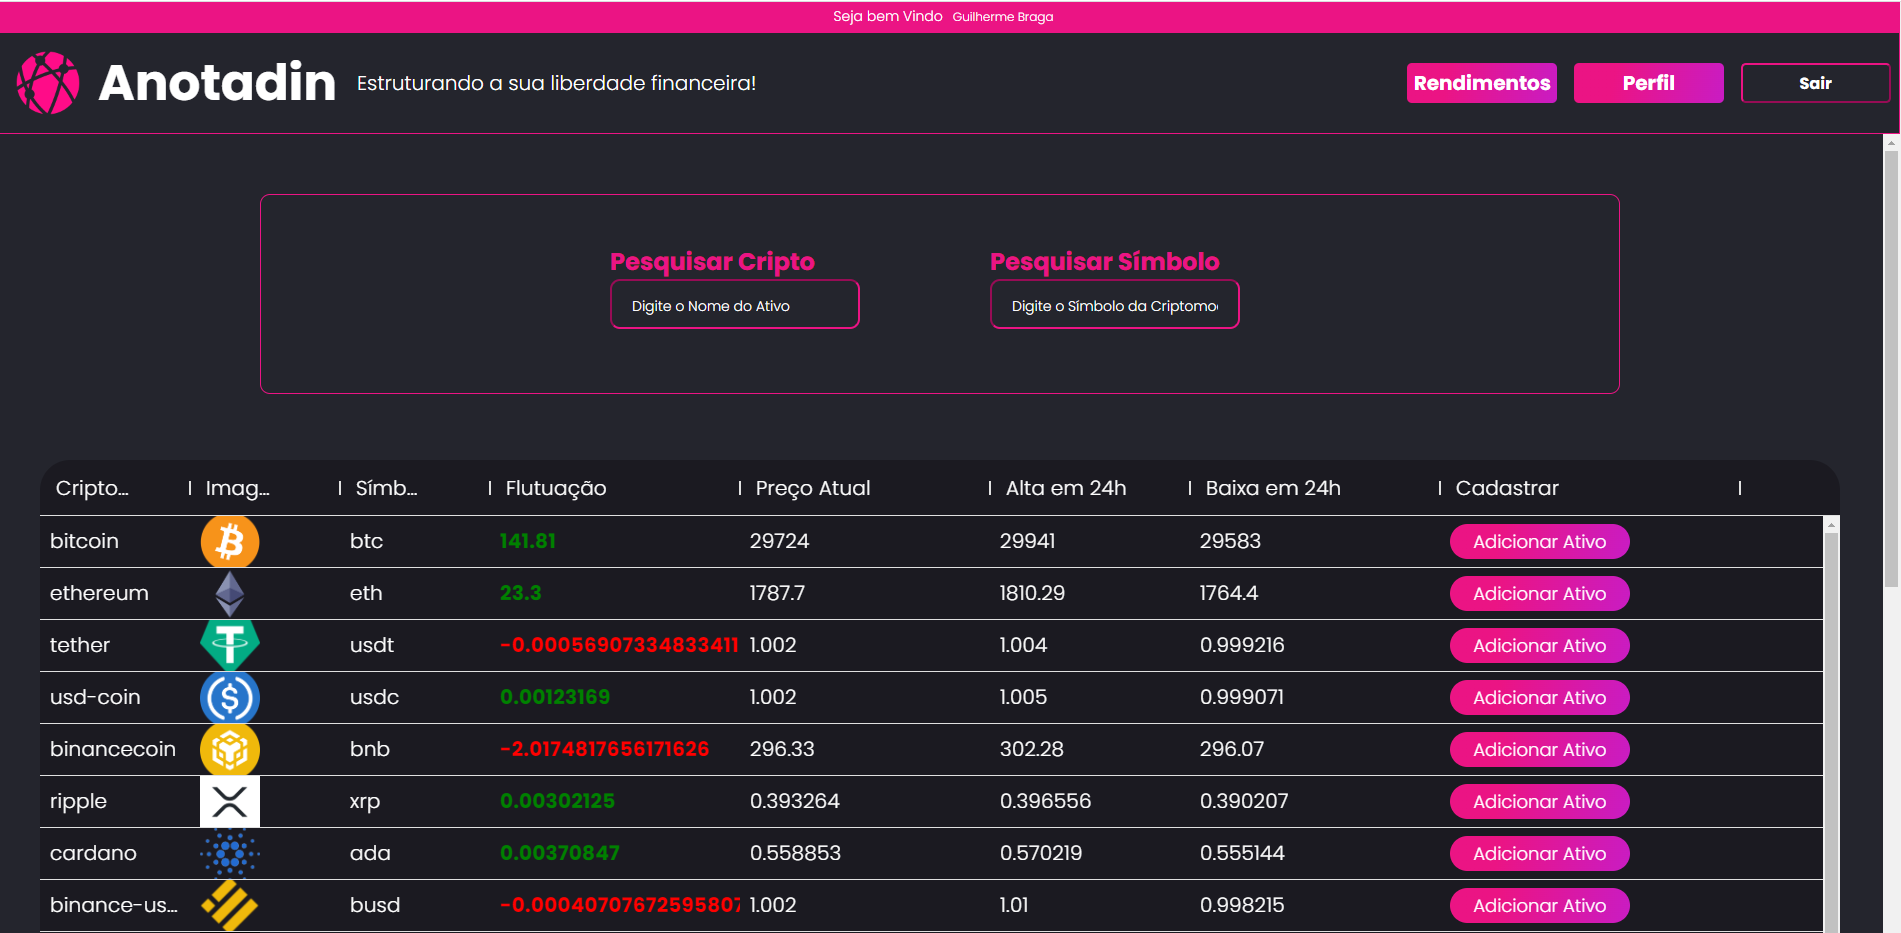 Seja bem Vindo Guilherme Braga
Anotadin
Estruturando a sua liberdade financeira!
Rendimentos
Perfil
Sair
Pesquisar Cripto
Pesquisar Símbolo
Digite o Nome do Ativo
Digite o Símbolo da Criptomo
Cripto... Imag... Símb... Flutuação Preço Atual Alta em 24h Baixa em 24h Cadastrar
bitcoin btc 141.81 29724 29941 29583 Adicionar Ativo
ethereum eth 23.3 1787.7 1810.29 1764.4 Adicionar Ativo
tether usdt -0.00056907334833411 1.002 1.004 0.999216 Adicionar Ativo
usd-coin usdc 0.00123169 1.002 1.005 0.999071 Adicionar Ativo
binancecoin bnb -2.0174817656171626 296.33 302.28 296.07 Adicionar Ativo
ripple xrp 0.00302125 0.393264 0.396556 0.390207 Adicionar Ativo
cardano ada 0.00370847 0.558853 0.570219 0.555144 Adicionar Ativo
binance-us... busd -0.00040707672595807 1.002 1.01 0.998215 Adicionar Ativo